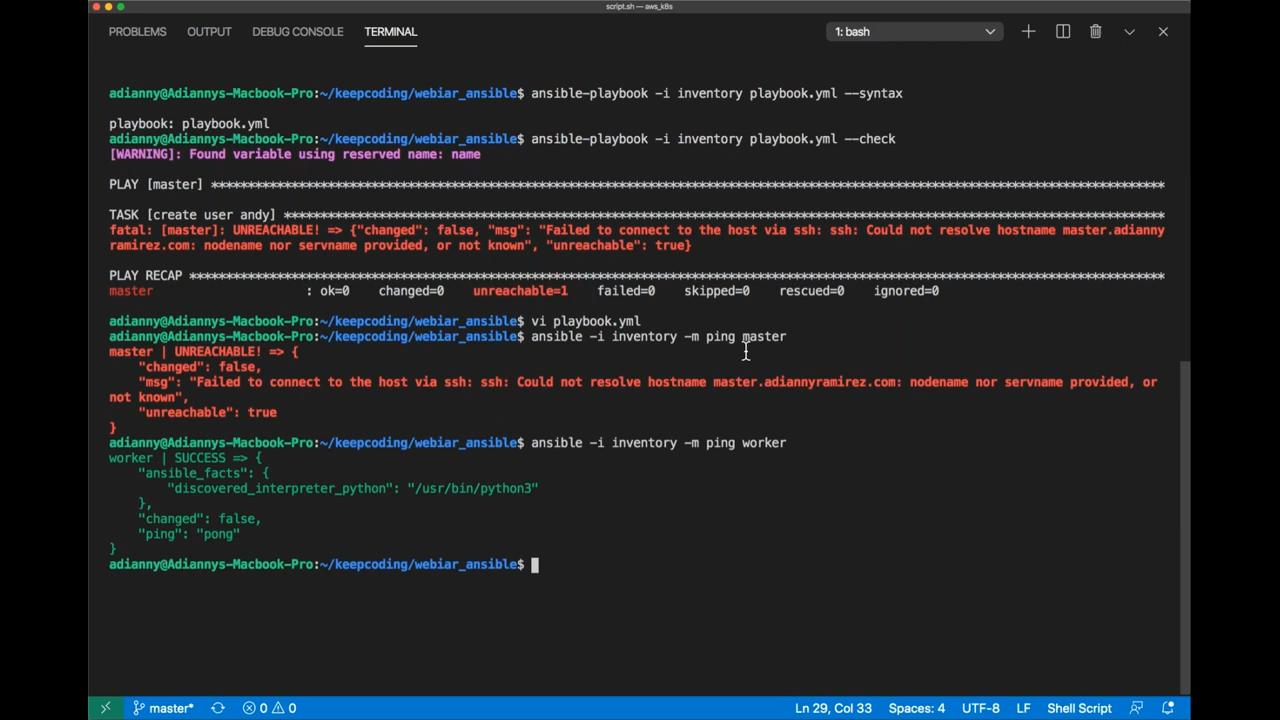 script.sh — aws_k8s
PROBLEMS OUTPUT DEBUG CONSOLE TERMINAL 1: bash
adianny@Adiannys-Macbook-Pro:~/keepcoding/webiar_ansible$ ansible-playbook -i inventory playbook.yml --syntax
playbook: playbook.yml
adianny@Adiannys-Macbook-Pro:~/keepcoding/webiar_ansible$ ansible-playbook -i inventory playbook.yml --check
[WARNING]: Found variable using reserved name: name
PLAY [master] *********************************************************************************************************************************
TASK [create user andy] ***********************************************************************************************************************
fatal: [master]: UNREACHABLE! => {"changed": false, "msg": "Failed to connect to the host via ssh: ssh: Could not resolve hostname master.adianny
ramirez.com: nodename nor servname provided, or not known", "unreachable": true}
PLAY RECAP ************************************************************************************************************************************
master : ok=0 changed=0 unreachable=1 failed=0 skipped=0 rescued=0 ignored=0
adianny@Adiannys-Macbook-Pro:~/keepcoding/webiar_ansible$ vi playbook.yml
adianny@Adiannys-Macbook-Pro:~/keepcoding/webiar_ansible$ ansible -i inventory -m ping master
master | UNREACHABLE! => {
"changed": false,
"msg": "Failed to connect to the host via ssh: ssh: Could not resolve hostname master.adiannyramirez.com: nodename nor servname provided, or
not known",
"unreachable": true
}
adianny@Adiannys-Macbook-Pro:~/keepcoding/webiar_ansible$ ansible -i inventory -m ping worker
worker | SUCCESS => {
"ansible_facts": {
"discovered_interpreter_python": "/usr/bin/python3"
},
"changed": false,
"ping": "pong"
}
adianny@Adiannys-Macbook-Pro:~/keepcoding/webiar_ansible$
master* 0 0 Ln 29, Col 33 Spaces: 4 UTF-8 LF Shell Script